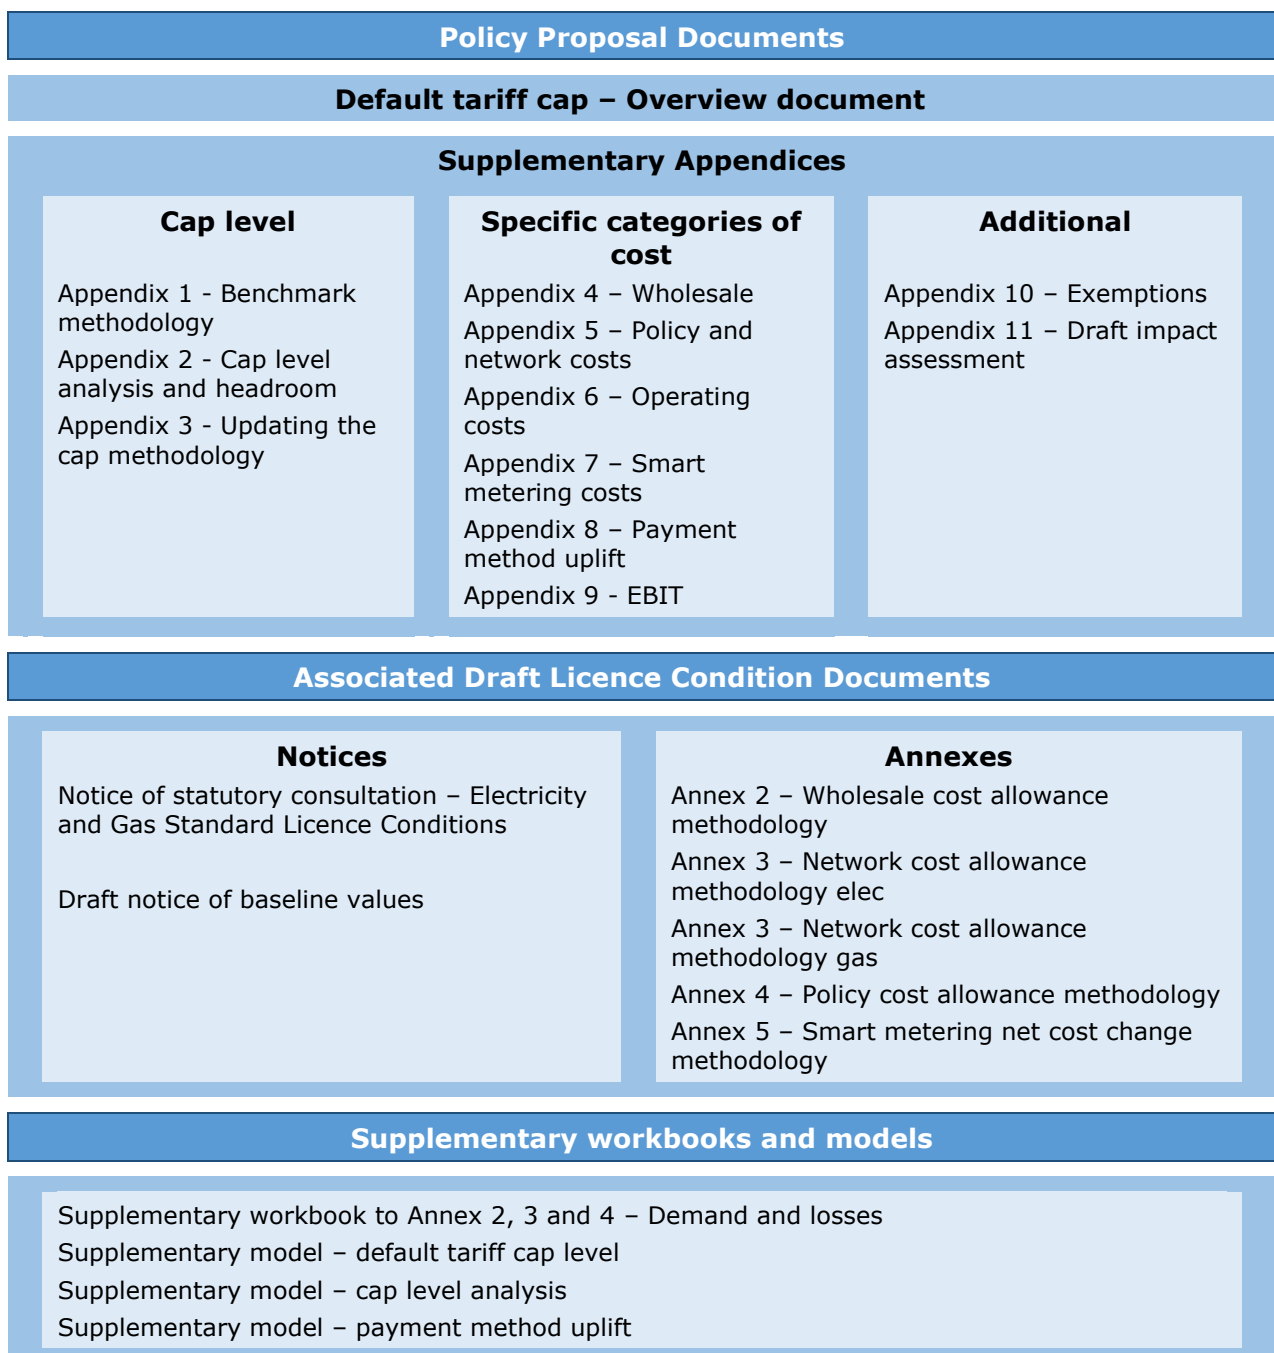 Policy Proposal Documents
Default tariff cap – Overview document
Supplementary Appendices
Cap level
Appendix 1 - Benchmark
methodology
Appendix 2 - Cap level
analysis and headroom
Appendix 3 - Updating the
cap methodology
Specific categories of
cost
Appendix 4 – Wholesale
Appendix 5 – Policy and
network costs
Appendix 6 – Operating
costs
Appendix 7 – Smart
metering costs
Appendix 8 – Payment
method uplift
Appendix 9 - EBIT
Additional
Appendix 10 – Exemptions
Appendix 11 – Draft impact
assessment
Associated Draft Licence Condition Documents
Notices
Notice of statutory consultation – Electricity
and Gas Standard Licence Conditions
Draft notice of baseline values
Annexes
Annex 2 – Wholesale cost allowance
methodology
Annex 3 – Network cost allowance
methodology elec
Annex 3 – Network cost allowance
methodology gas
Annex 4 – Policy cost allowance methodology
Annex 5 – Smart metering net cost change
methodology
Supplementary workbooks and models
Supplementary workbook to Annex 2, 3 and 4 – Demand and losses
Supplementary model – default tariff cap level
Supplementary model – cap level analysis
Supplementary model – payment method uplift